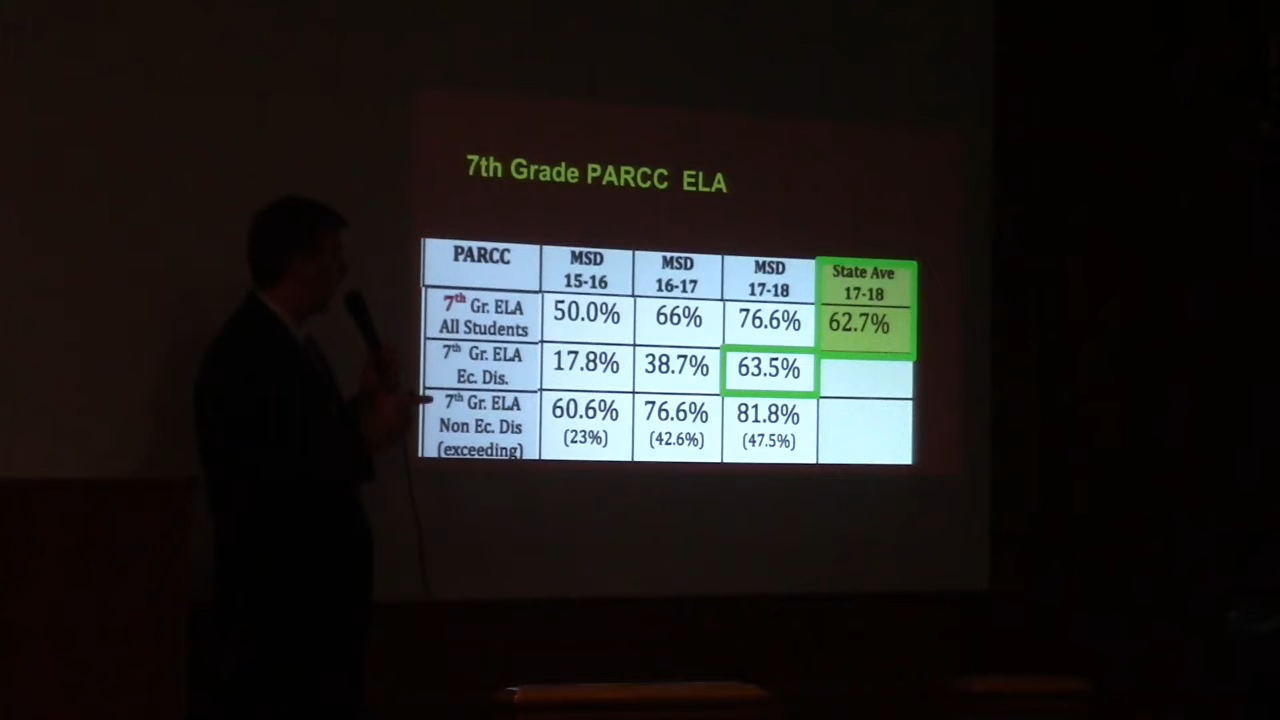 7th Grade PARCC ELA
PARCC
MSD
15-16
MSD
16-17
MSD
17-18
State Ave
17-18
7th Gr. ELA
All Students
50.0%
66%
76.6%
62.7%
7th Gr. ELA
Ec. Dis.
17.8%
38.7%
63.5%
7th Gr. ELA
Non Ec. Dis
(exceeding)
60.6%
(23%)
76.6%
(42.6%)
81.8%
(47.5%)